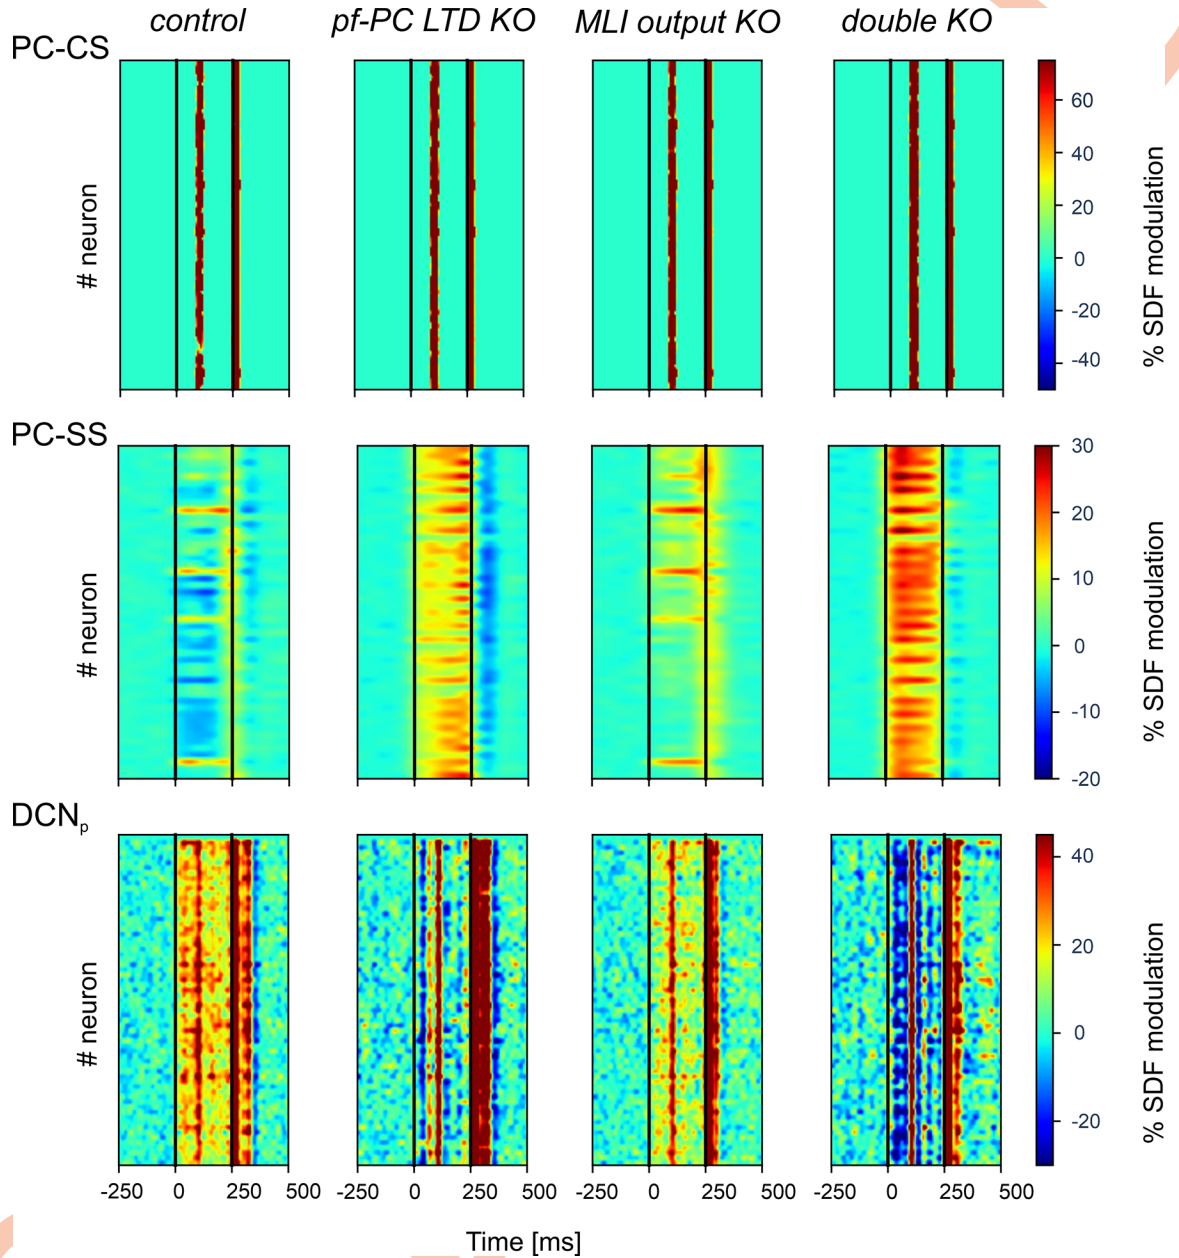 control pf-PC LTD KO MLI output KO double KO
PC-CS
# neuron
60
40
20
0
-20
-40
% SDF modulation
PC-SS
# neuron
30
20
10
0
-10
-20
% SDF modulation
DCNp
# neuron
40
20
0
-20
% SDF modulation
-250 0 250 500 -250 0 250 500 -250 0 250 500 -250 0 250 500
Time [ms]